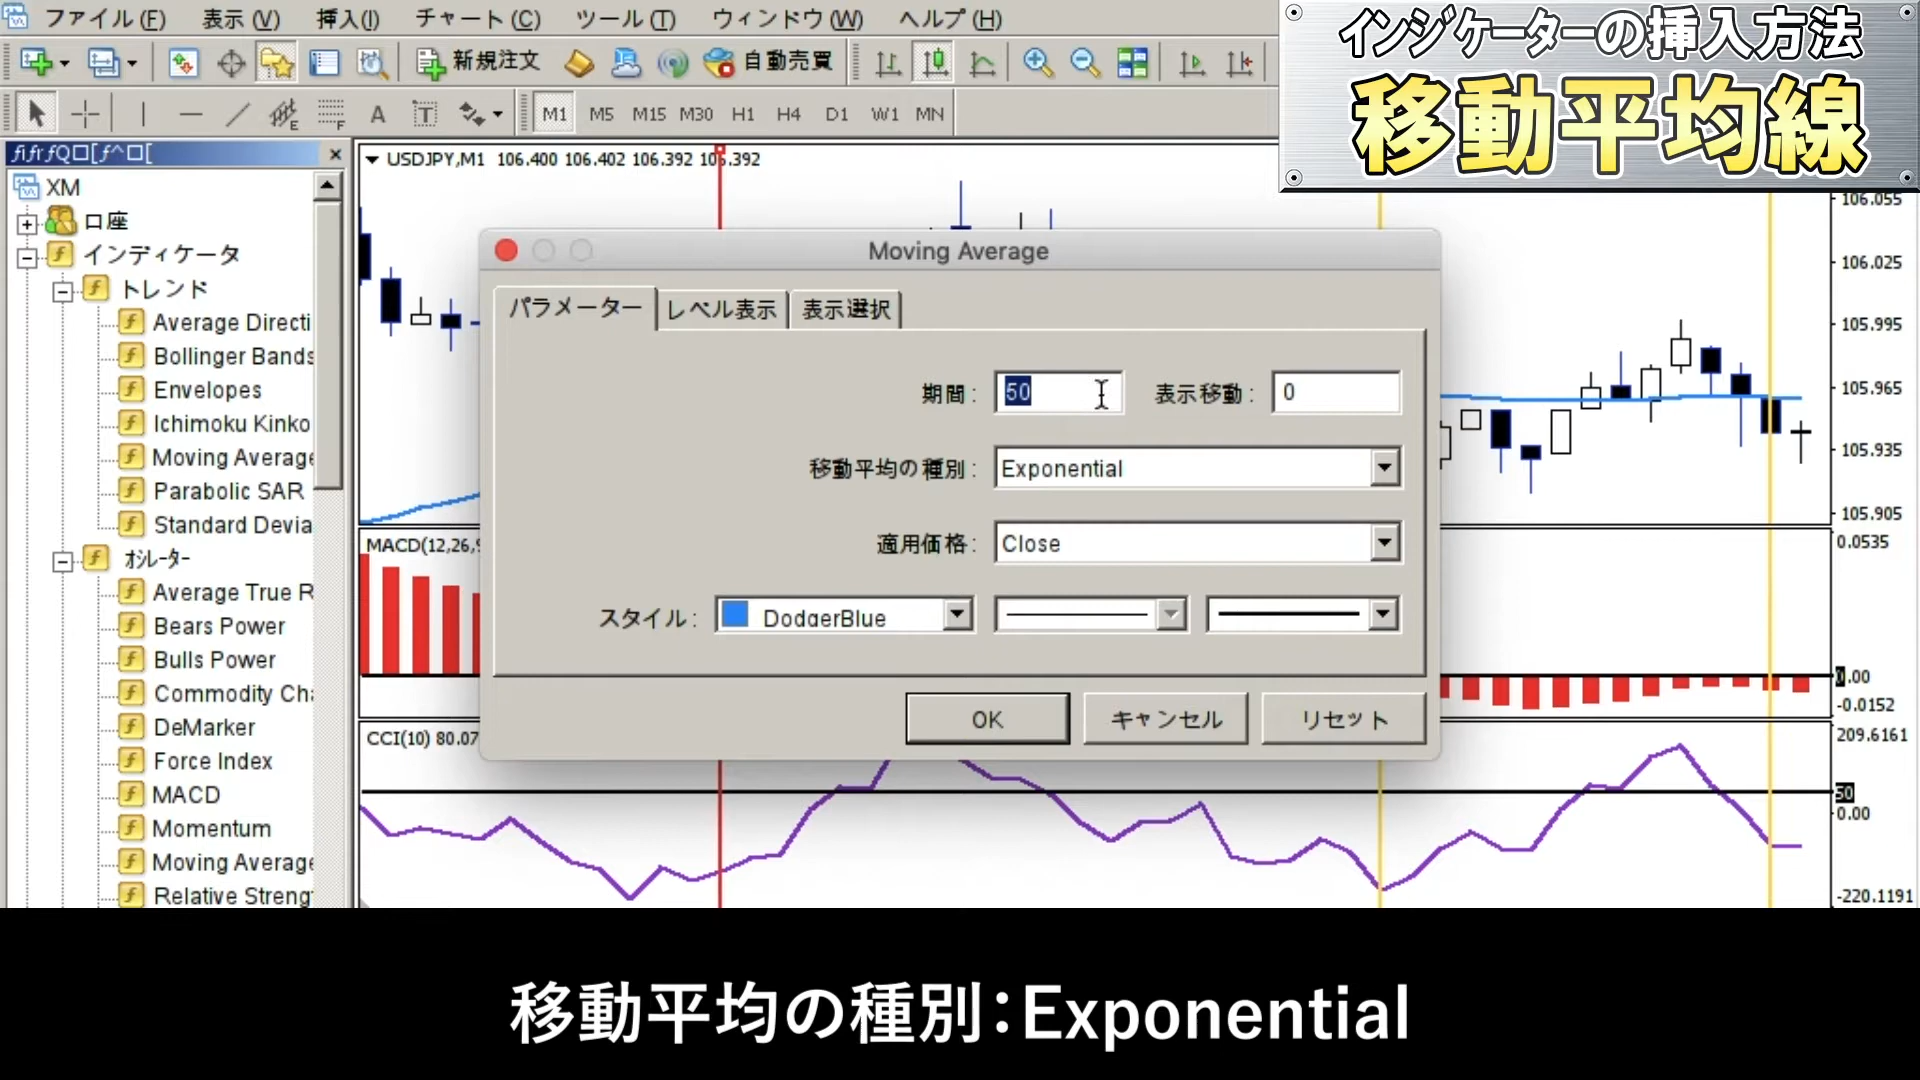 ファイル (F) 表示 (V) 挿入(I) チャート (C) ツール (T) ウィンドウ (W) ヘルプ (H)
インジケーターの挿入方法
移動平均線
新規注文 自動売買
A T E F
M1 M5 M15 M30 H1 H4 D1 W1 MN
XM
口座
インディケータ
トレンド
Average Directi
Bollinger Bands
Envelopes
Ichimoku Kinko
Moving Average
Parabolic SAR
Standard Devia
オシレーター
Average True R
Bears Power
Bulls Power
Commodity Cha
DeMarker
Force Index
MACD
Momentum
Moving Average
Relative Streng
USDJPY,M1 106.400 106.402 106.392 106.392
106.055
106.025
105.995
105.965
105.935
105.905
MACD(12,26,9
0.0535
0.00
-0.0152
CCI(10) 80.07
209.6161
50
0.00
-220.1191
Moving Average
パラメーター レベル表示 表示選択
期間: 50 表示移動: 0
移動平均の種別: Exponential
適用価格: Close
スタイル: DodgerBlue
OK キャンセル リセット
移動平均の種別：Exponential